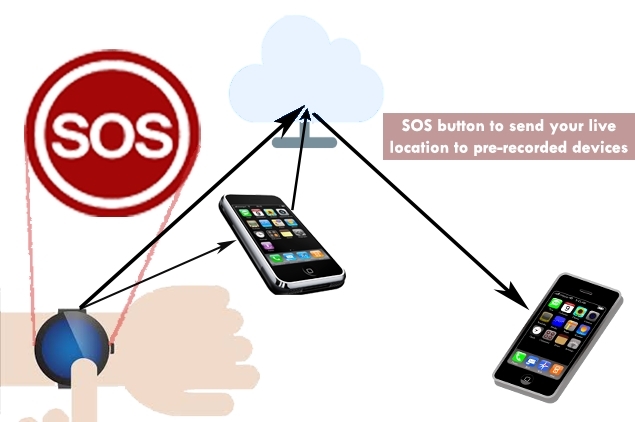 SOS
SOS button to send your live
location to pre-recorded devices